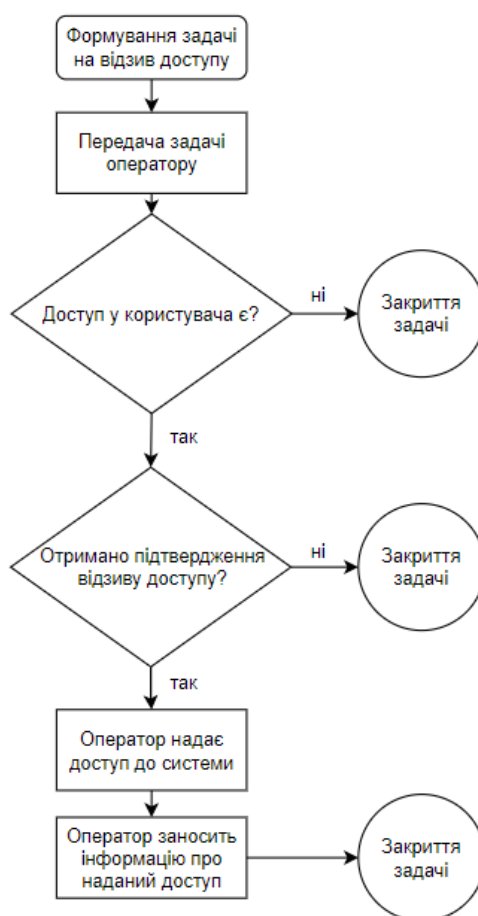 Формування задачі
на відзив доступу
Передача задачі
оператору
Доступ у користувача є?
ні
Закриття
задачі
так
Отримано підтвердження
відзиву доступу?
ні
Закриття
задачі
так
Оператор надає
доступ до системи
Оператор заносить
інформацію про
наданий доступ
Закриття
задачі